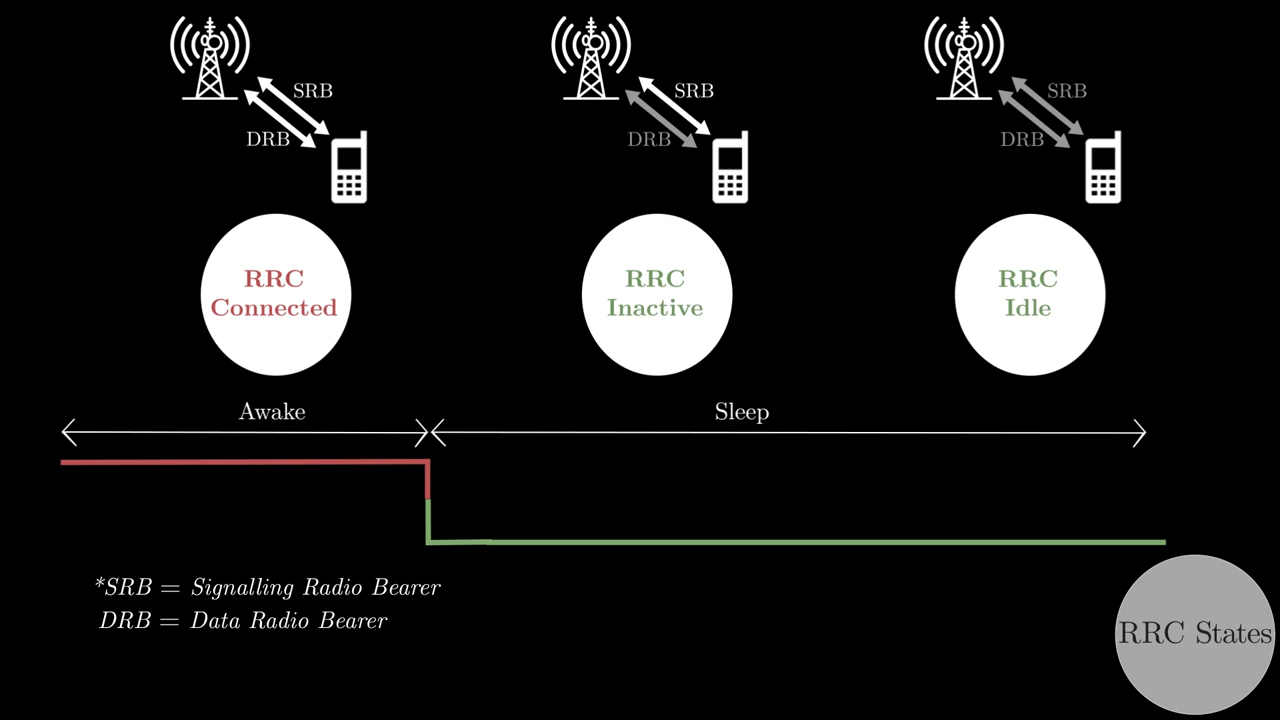 SRB
DRB
SRB
DRB
SRB
DRB
RRC
Connected
RRC
Inactive
RRC
Idle
Awake
Sleep
*SRB = Signalling Radio Bearer
DRB = Data Radio Bearer
RRC States